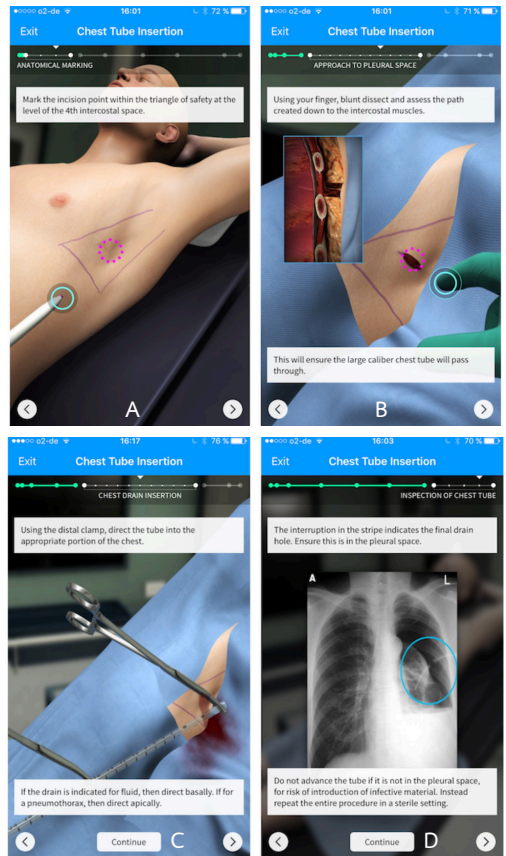 ●○○○○ o2-de 16:01 72 %
Exit Chest Tube Insertion
ANATOMICAL MARKING
Mark the incision point within the triangle of safety at the
level of the 4th intercostal space.
A
●●○○○ o2-de 16:01 71 %
Exit Chest Tube Insertion
APPROACH TO PLEURAL SPACE
Using your finger, blunt dissect and assess the path
created down to the intercostal muscles.
This will ensure the large caliber chest tube will pass
through.
B
●●●○○ o2-de 16:17 76 %
Exit Chest Tube Insertion
CHEST DRAIN INSERTION
Using the distal clamp, direct the tube into the
appropriate portion of the chest.
If the drain is indicated for fluid, then direct basally. If for
a pneumothorax, then direct apically.
Continue C
●●○○○ o2-de 16:03 70 %
Exit Chest Tube Insertion
INSPECTION OF CHEST TUBE
The interruption in the stripe indicates the final drain
hole. Ensure this is in the pleural space.
A L
Do not advance the tube if it is not in the pleural space,
for risk of introduction of infective material. Instead
repeat the entire procedure in a sterile setting.
Continue D